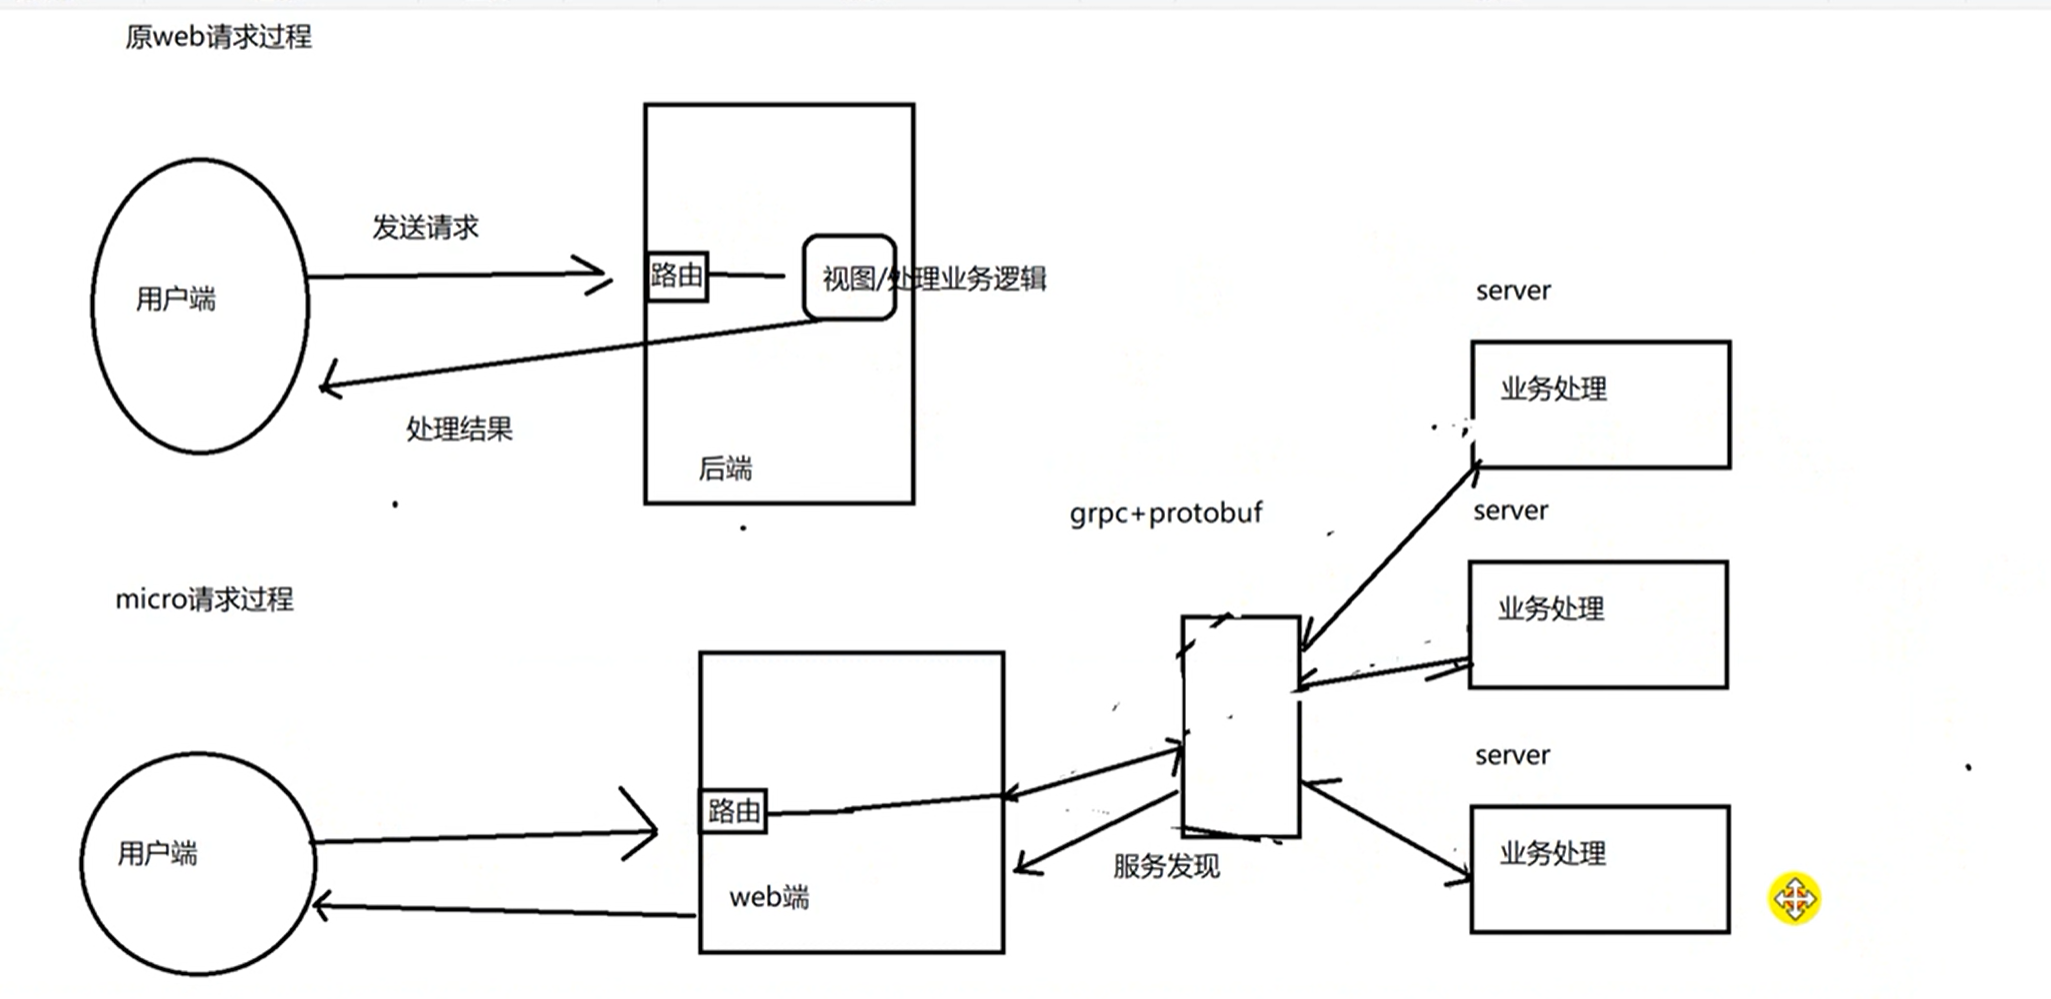 原web请求过程
发送请求
用户端
路由
视图/处理业务逻辑
处理结果
后端
micro请求过程
用户端
路由
web端
grpc+protobuf
服务发现
server
业务处理
server
业务处理
server
业务处理